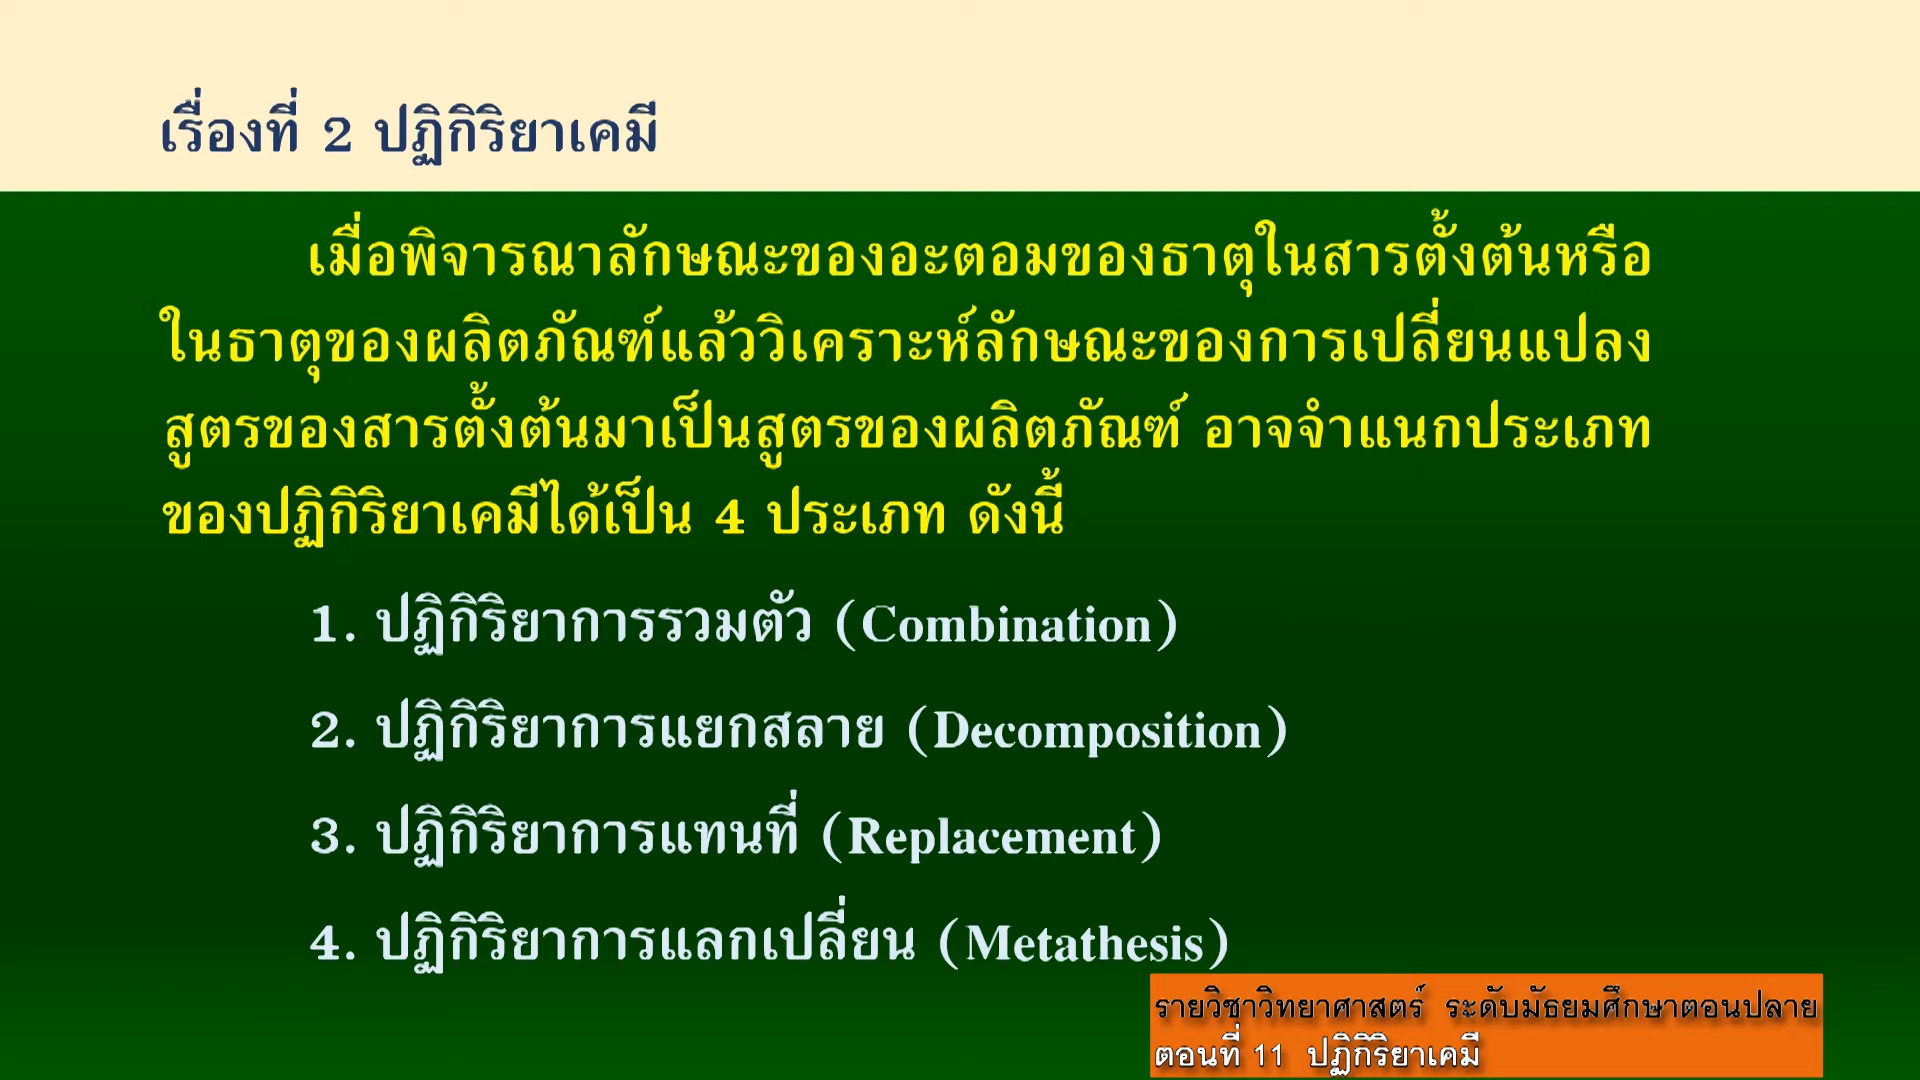 เรื่องที่ 2 ปฏิกิริยาเคมี
เมื่อพิจารณาลักษณะของอะตอมของธาตุในสารตั้งต้นหรือ
ในธาตุของผลิตภัณฑ์แล้ววิเคราะห์ลักษณะของการเปลี่ยนแปลง
สูตรของสารตั้งต้นมาเป็นสูตรของผลิตภัณฑ์ อาจจำแนกประเภท
ของปฏิกิริยาเคมีได้เป็น 4 ประเภท ดังนี้
1. ปฏิกิริยาการรวมตัว (Combination)
2. ปฏิกิริยาการแยกสลาย (Decomposition)
3. ปฏิกิริยาการแทนที่ (Replacement)
4. ปฏิกิริยาการแลกเปลี่ยน (Metathesis)
รายวิชาวิทยาศาสตร์ ระดับมัธยมศึกษาตอนปลาย
ตอนที่ 11 ปฏิกิริยาเคมี